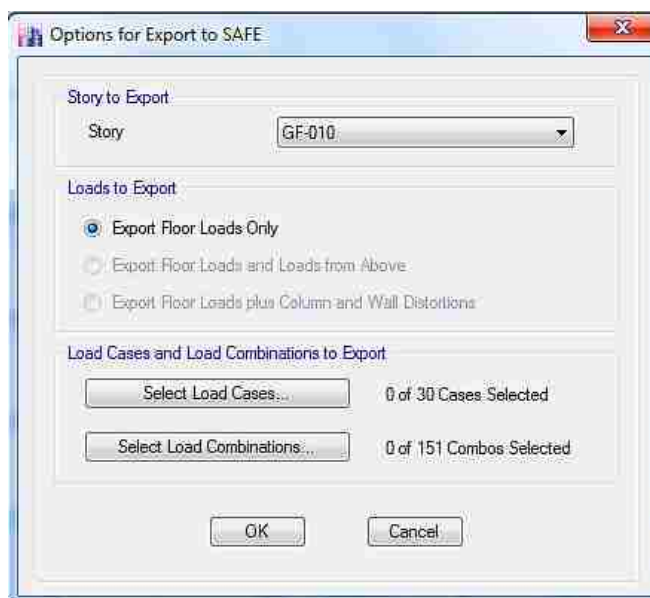 Options for Export to SAFE
Story to Export
Story GF-010
Loads to Export
Export Floor Loads Only
Export Floor Loads and Loads from Above
Export Floor Loads plus Column and Wall Distortions
Load Cases and Load Combinations to Export
Select Load Cases... 0 of 30 Cases Selected
Select Load Combinations... 0 of 151 Combos Selected
OK Cancel